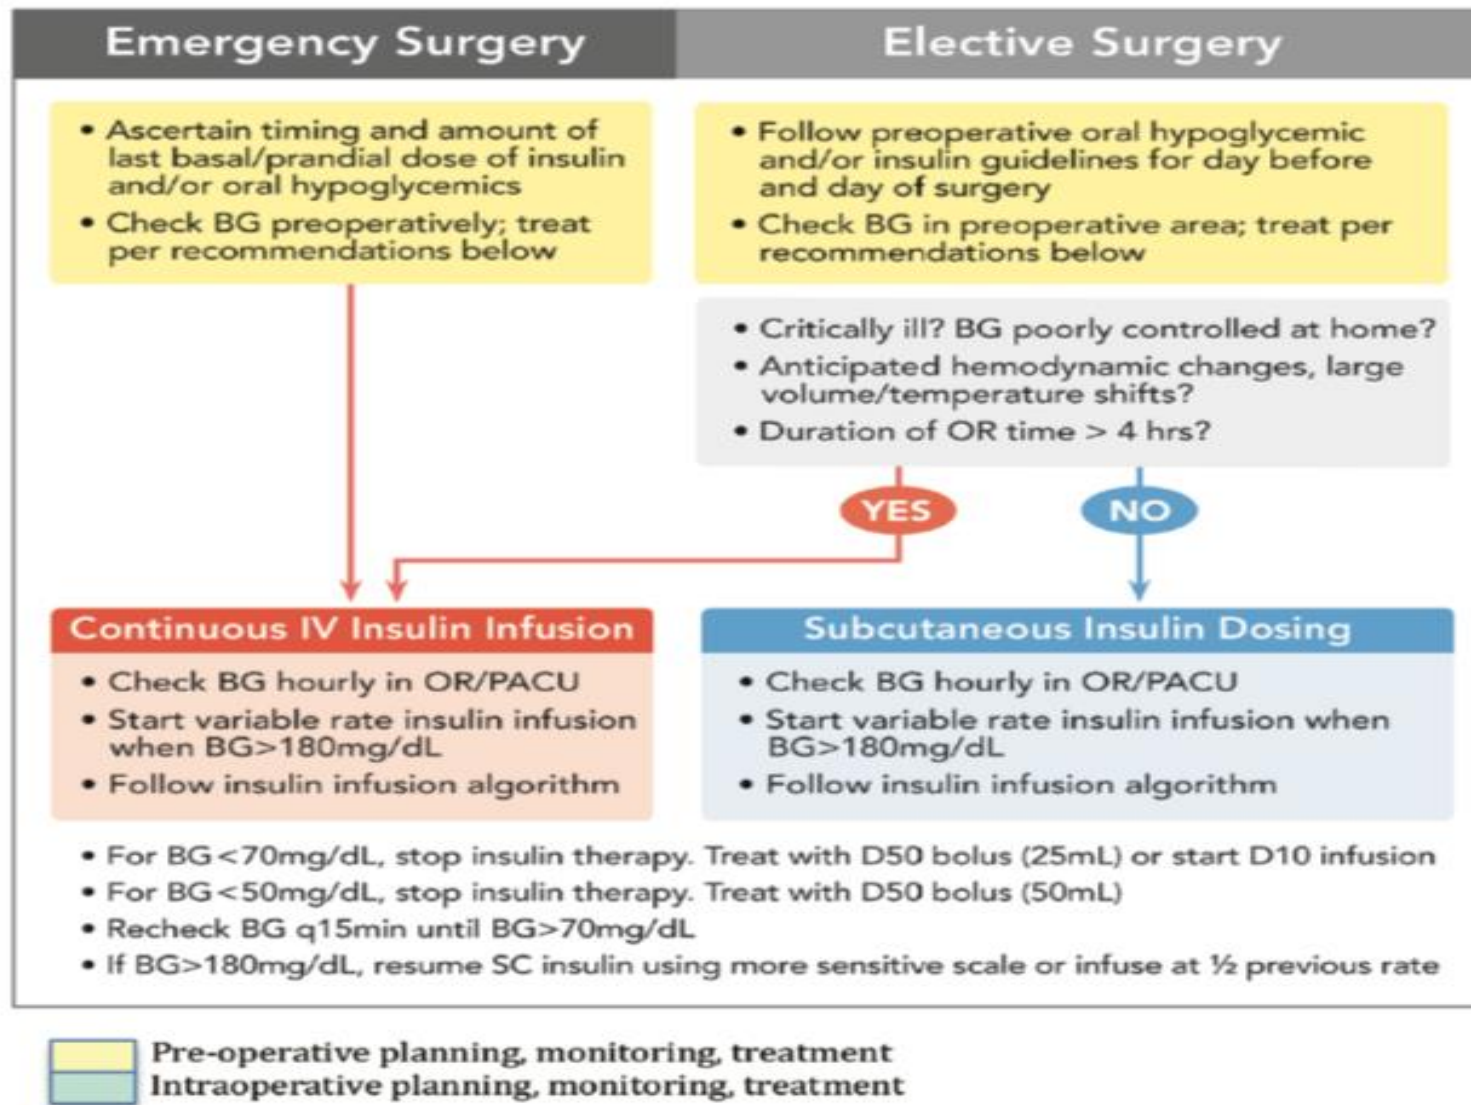 Emergency Surgery
Elective Surgery
• Ascertain timing and amount of
last basal/prandial dose of insulin
and/or oral hypoglycemics
• Check BG preoperatively; treat
per recommendations below
• Follow preoperative oral hypoglycemic
and/or insulin guidelines for day before
and day of surgery
• Check BG in preoperative area; treat per
recommendations below
• Critically ill? BG poorly controlled at home?
• Anticipated hemodynamic changes, large
volume/temperature shifts?
• Duration of OR time > 4 hrs?
YES
NO
Continuous IV Insulin Infusion
• Check BG hourly in OR/PACU
• Start variable rate insulin infusion
when BG>180mg/dL
• Follow insulin infusion algorithm
Subcutaneous Insulin Dosing
• Check BG hourly in OR/PACU
• Start variable rate insulin infusion when
BG>180mg/dL
• Follow insulin infusion algorithm
• For BG<70mg/dL, stop insulin therapy. Treat with D50 bolus (25mL) or start D10 infusion
• For BG<50mg/dL, stop insulin therapy. Treat with D50 bolus (50mL)
• Recheck BG q15min until BG>70mg/dL
• If BG>180mg/dL, resume SC insulin using more sensitive scale or infuse at ½ previous rate
Pre-operative planning, monitoring, treatment
Intraoperative planning, monitoring, treatment